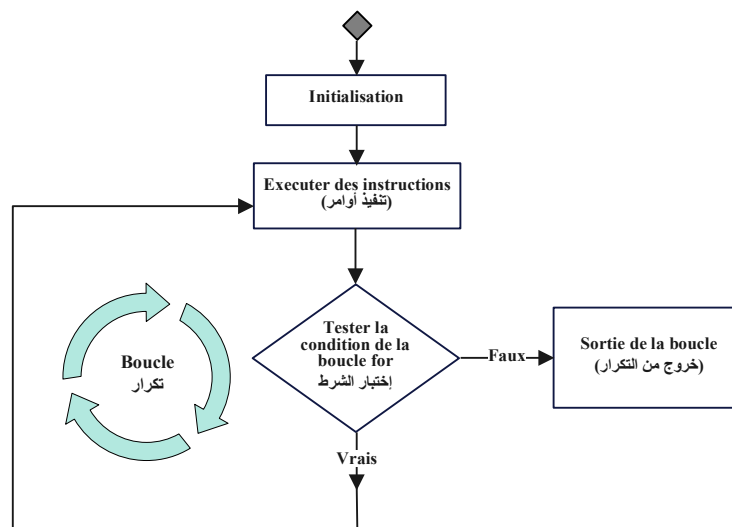 Initialisation
Executer des instructions
(تنفيذ أوامر)
Tester la
condition de la
boucle for
إختبار الشرط
Faux
Sortie de la boucle
(خروج من التكرار)
Boucle
تكرار
Vrais